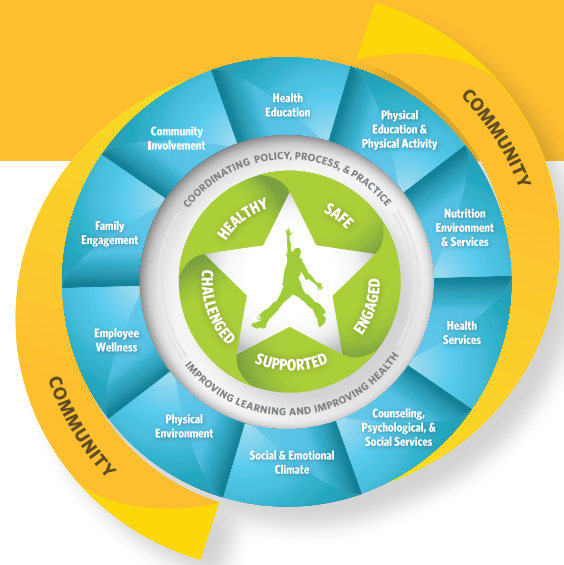 COMMUNITY
Health
Education
Physical
Education &
Physical Activity
Nutrition
Environment
& Services
Health
Services
Counseling,
Psychological, &
Social Services
Social & Emotional
Climate
Physical
Environment
Employee
Wellness
Family
Engagement
Community
Involvement
COORDINATING POLICY, PROCESS, & PRACTICE
IMPROVING LEARNING AND IMPROVING HEALTH
HEALTHY
SAFE
ENGAGED
SUPPORTED
CHALLENGED
COMMUNITY